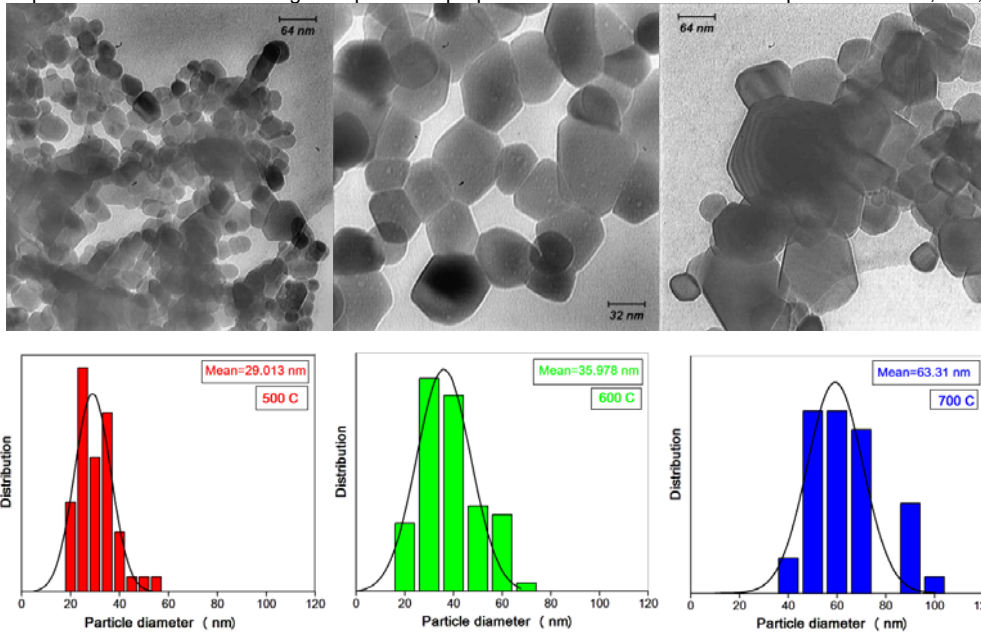 64 nm
32 nm
64 nm
Mean=29.013 nm
500 C
Distribution
0 20 40 60 80 100 120
Particle diameter ( nm)
Mean=35.978 nm
600 C
Distribution
0 20 40 60 80 100 120
Particle diameter ( nm)
Mean=63.31 nm
700 C
Distribution
0 20 40 60 80 100 120
Particle diameter ( nm)